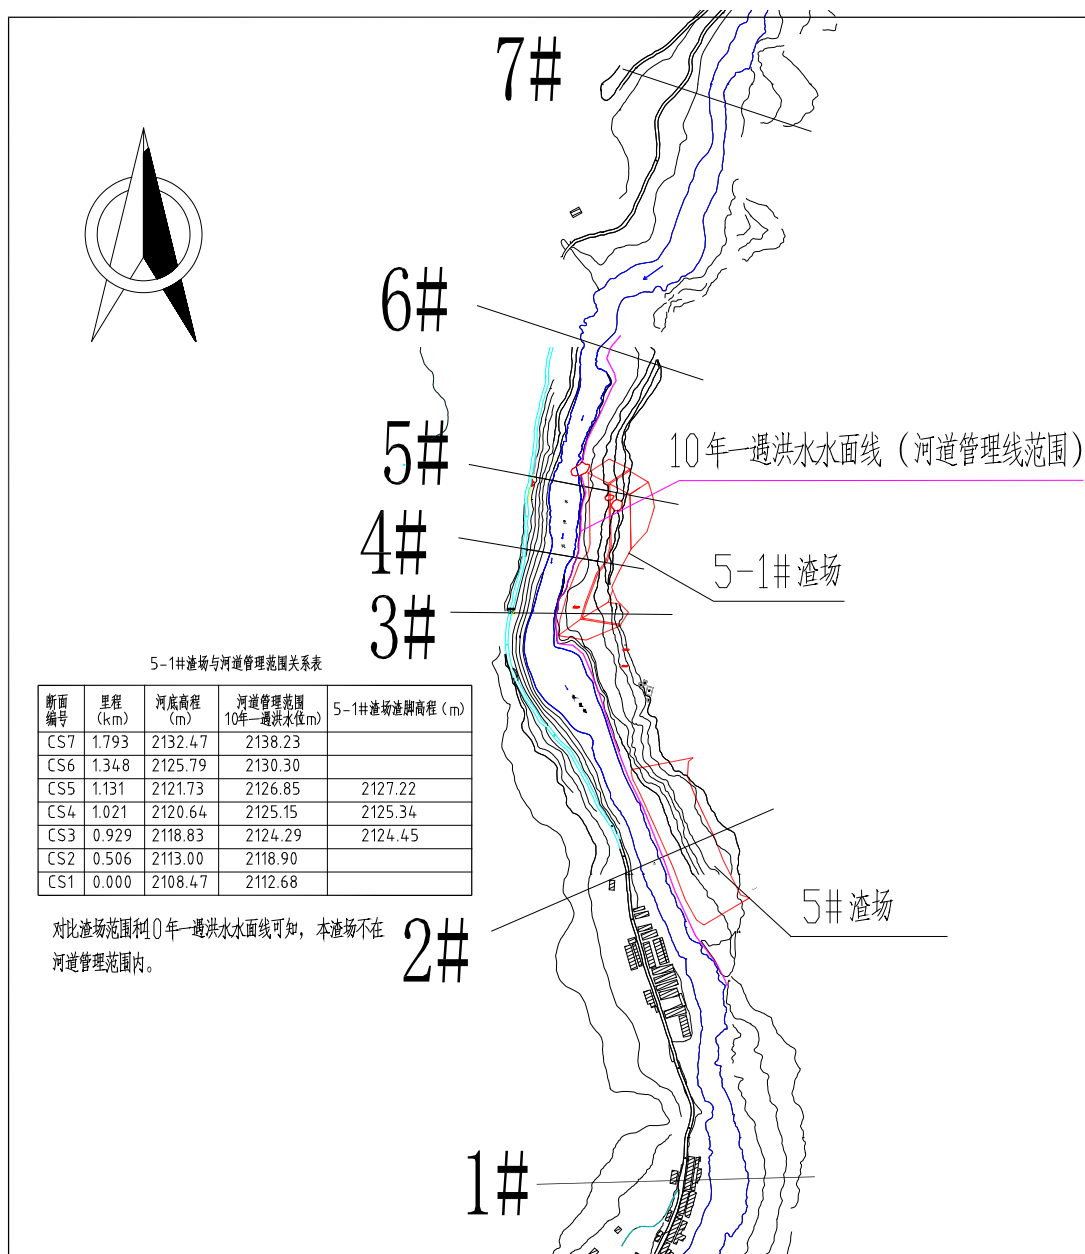 7#
6#
5#
10年一遇洪水水面线（河道管理线范围）
4#
5-1#渣场
3#
5-1#渣场与河道管理范围关系表
断面编号 里程(km) 河底高程(m) 河道管理范围10年一遇洪水位m) 5-1#渣场渣脚高程(m)
CS7 1.793 2132.47 2138.23
CS6 1.348 2125.79 2130.30
CS5 1.131 2121.73 2126.85 2127.22
CS4 1.021 2120.64 2125.15 2125.34
CS3 0.929 2118.83 2124.29 2124.45
CS2 0.506 2113.00 2118.90
CS1 0.000 2108.47 2112.68
5#渣场
对比渣场范围和10年一遇洪水水面线可知，本渣场不在
河道管理范围内。
2#
1#